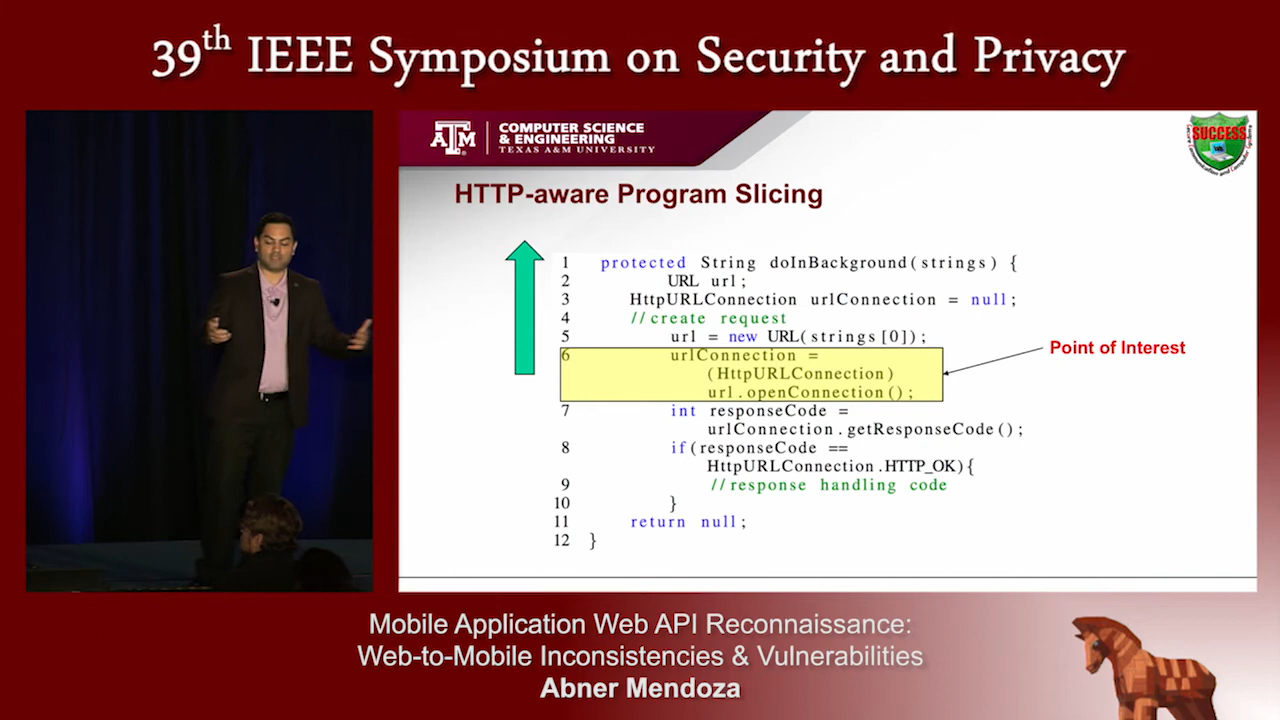 39th IEEE Symposium on Security and Privacy
ATM
COMPUTER SCIENCE
& ENGINEERING
TEXAS A&M UNIVERSITY
SUCCESS
HTTP-aware Program Slicing
1 protected String doInBackground(strings) {
2 URL url;
3 HttpURLConnection urlConnection = null;
4 //create request
5 url = new URL(strings[0]);
6 urlConnection =
(HttpURLConnection)
url.openConnection();
7 int responseCode =
urlConnection.getResponseCode();
8 if(responseCode ==
HttpURLConnection.HTTP_OK){
9 //response handling code
10 }
11 return null;
12 }
Point of Interest
Mobile Application Web API Reconnaissance:
Web-to-Mobile Inconsistencies & Vulnerabilities
Abner Mendoza